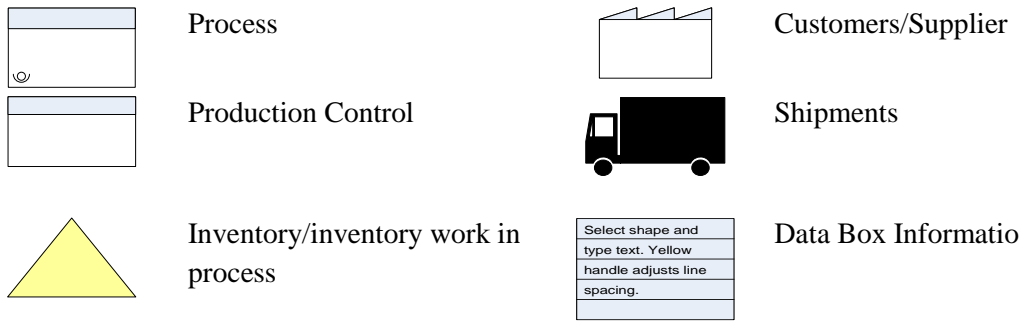 Process
Customers/Supplier
Production Control
Shipments
Inventory/inventory work in
process
Select shape and
type text. Yellow
handle adjusts line
spacing.
Data Box Informatio